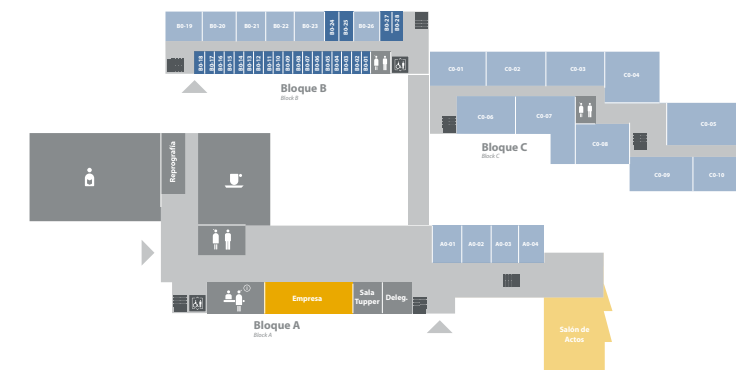 B0-19 B0-20 B0-21 B0-22 B0-23 B0-24 B0-25 B0-26 B0-27 B0-28
B0-18 B0-17 B0-16 B0-15 B0-14 B0-13 B0-12 B0-11 B0-10 B0-09 B0-08 B0-07 B0-06 B0-05 B0-04 B0-03 B0-02 B0-01
Bloque B
Block B
C0-01 C0-02 C0-03 C0-04
C0-06 C0-07 C0-05
C0-08
Bloque C
Block C
C0-09 C0-10
Reprografía
A0-01 A0-02 A0-03 A0-04
Empresa
Sala
Tupper
Deleg.
Bloque A
Block A
Salón de
Actos